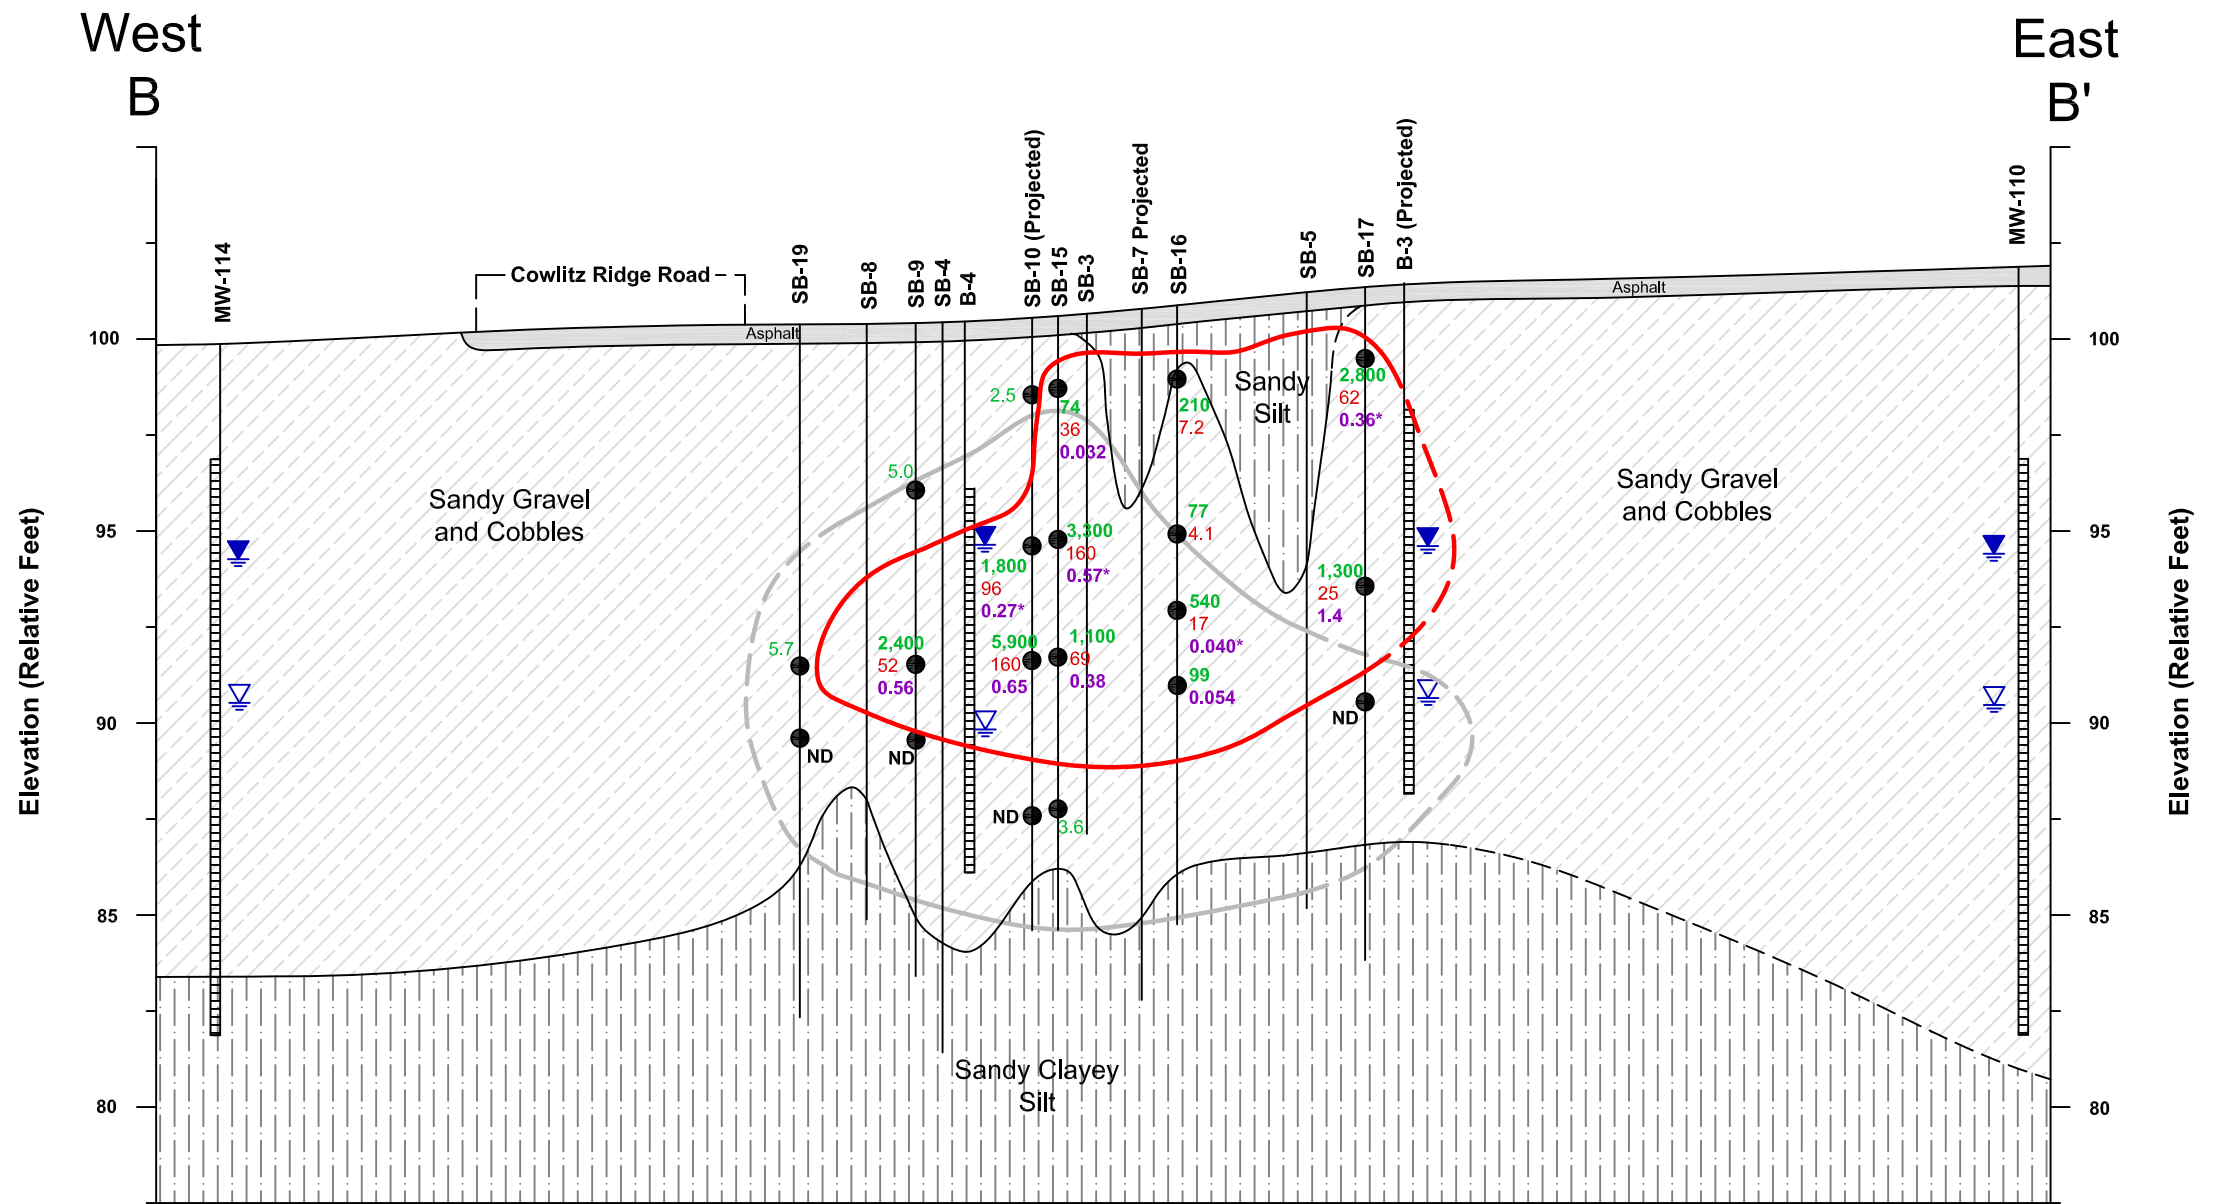 West
East
B
B'
MW-114
Cowlitz Ridge Road
SB-19
SB-8
SB-9
SB-4
B-4
SB-10 (Projected)
SB-15
SB-3
SB-7 Projected
SB-16
SB-5
SB-17
B-3 (Projected)
MW-110
Asphalt
Asphalt
100
95
90
85
80
Elevation (Relative Feet)
100
95
90
85
80
Elevation (Relative Feet)
Sandy Gravel
and Cobbles
Sandy
Silt
Sandy Gravel
and Cobbles
Sandy Clayey
Silt
5.7
ND
5.0
2,400
52
0.56
ND
2.5
1,800
96
0.27*
5,900
160
0.65
ND
74
36
0.032
3,300
160
0.57*
1,100
69
0.38
3.6
210
7.2
77
4.1
540
17
0.040*
99
0.054
2,800
62
0.36*
1,300
25
1.4
ND